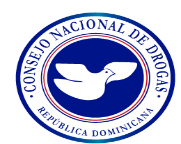 · CONSEJO NACIONAL DE DROGAS ·
REPÚBLICA DOMINICANA